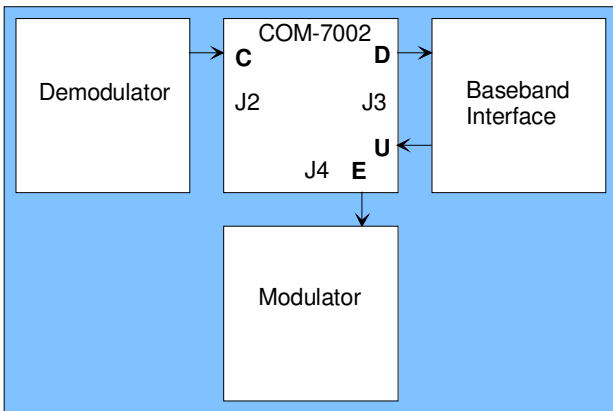 COM-7002
C
D
Demodulator
J2
J3
Baseband
Interface
U
J4
E
Modulator